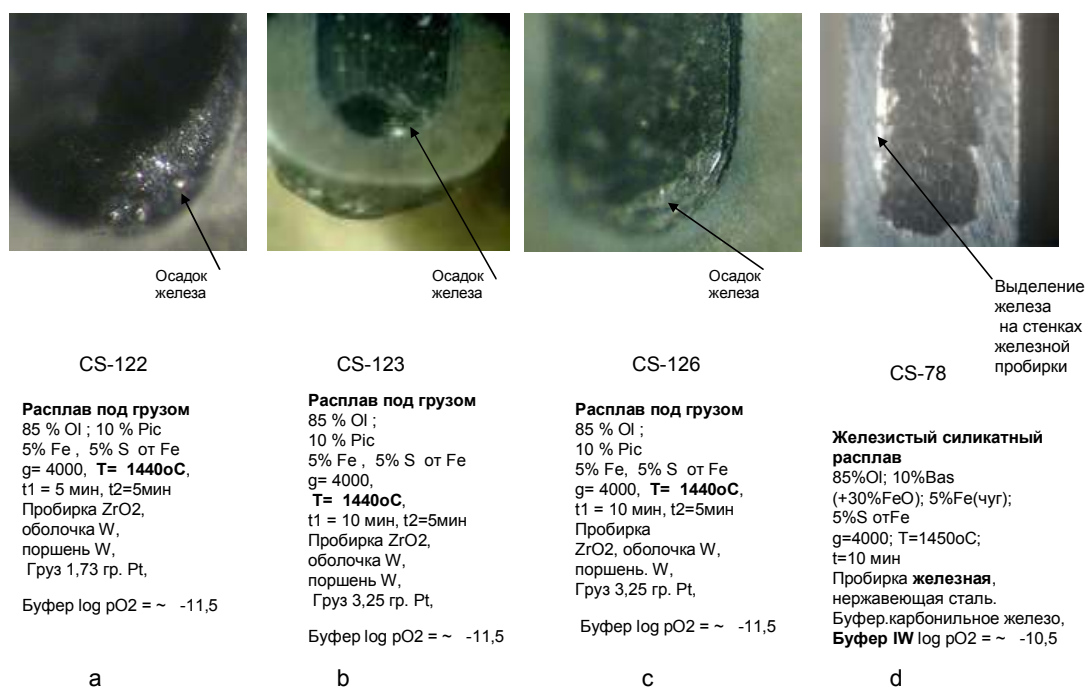 Осадок
железа
Осадок
железа
Осадок
железа
Выделение
железа
на стенках
железной
пробирки
CS-122
Расплав под грузом
85 % Ol ; 10 % Pic
5% Fe , 5% S от Fe
g= 4000, T= 1440оС,
t1 = 5 мин, t2=5мин
Пробирка ZrO2,
оболочка W,
поршень W,
Груз 1,73 гр. Pt,
Буфер log pO2 = ~ -11,5
a
CS-123
Расплав под грузом
85 % Ol ;
10 % Pic
5% Fe , 5% S от Fe
g= 4000,
T= 1440оС,
t1 = 10 мин, t2=5мин
Пробирка ZrO2,
оболочка W,
поршень W,
Груз 3,25 гр. Pt,
Буфер log pO2 = ~ -11,5
b
CS-126
Расплав под грузом
85 % Ol ;
10 % Pic
5% Fe, 5% S от Fe
g= 4000, T= 1440оС,
t1 = 10 мин, t2=5мин
Пробирка
ZrO2, оболочка W,
поршень. W,
Груз 3,25 гр. Pt,
Буфер log pO2 = ~ -11,5
c
CS-78
Железистый силикатный
расплав
85%Ol; 10%Bas
(+30%FeO); 5%Fe(чуг);
5%S отFe
g=4000; T=1450оС;
t=10 мин
Пробирка железная,
нержавеющая сталь.
Буфер.карбонильное железо,
Буфер IW log pO2 = ~ -10,5
d